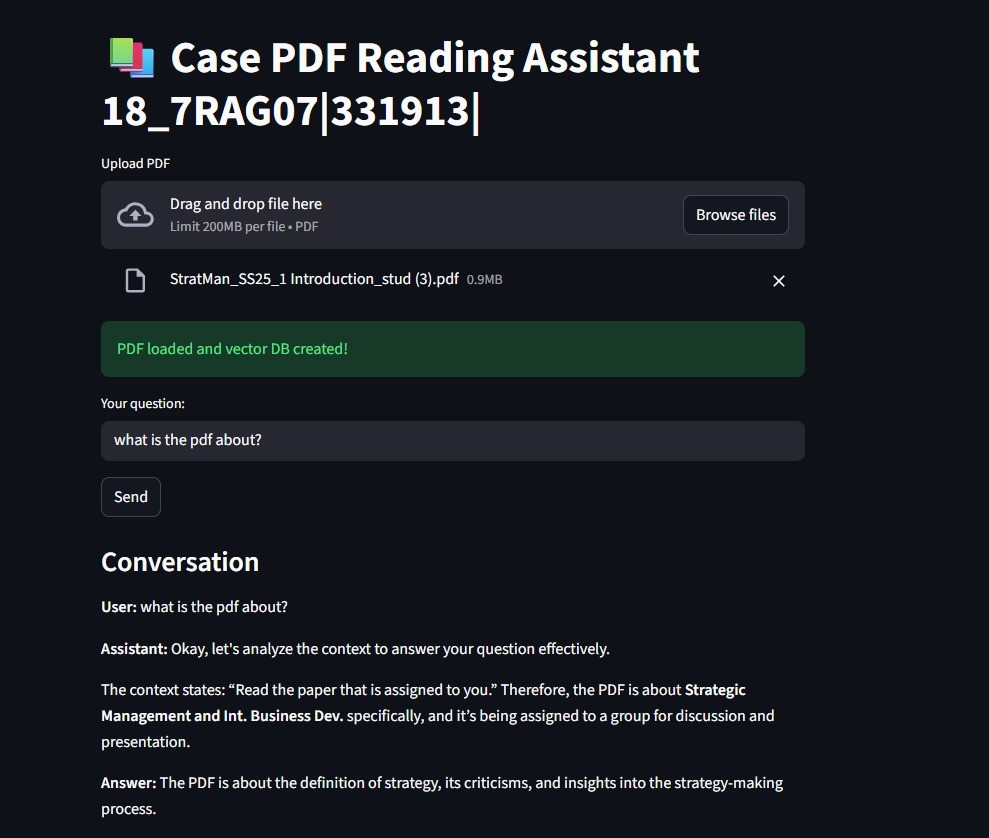 📚 Case PDF Reading Assistant
18_7RAG07|331913|
Upload PDF
Drag and drop file here
Limit 200MB per file • PDF
Browse files
StratMan_SS25_1 Introduction_stud (3).pdf 0.9MB
PDF loaded and vector DB created!
Your question:
what is the pdf about?
Send
Conversation
User: what is the pdf about?
Assistant: Okay, let's analyze the context to answer your question effectively.
The context states: “Read the paper that is assigned to you.” Therefore, the PDF is about Strategic
Management and Int. Business Dev. specifically, and it’s being assigned to a group for discussion and
presentation.
Answer: The PDF is about the definition of strategy, its criticisms, and insights into the strategy-making
process.